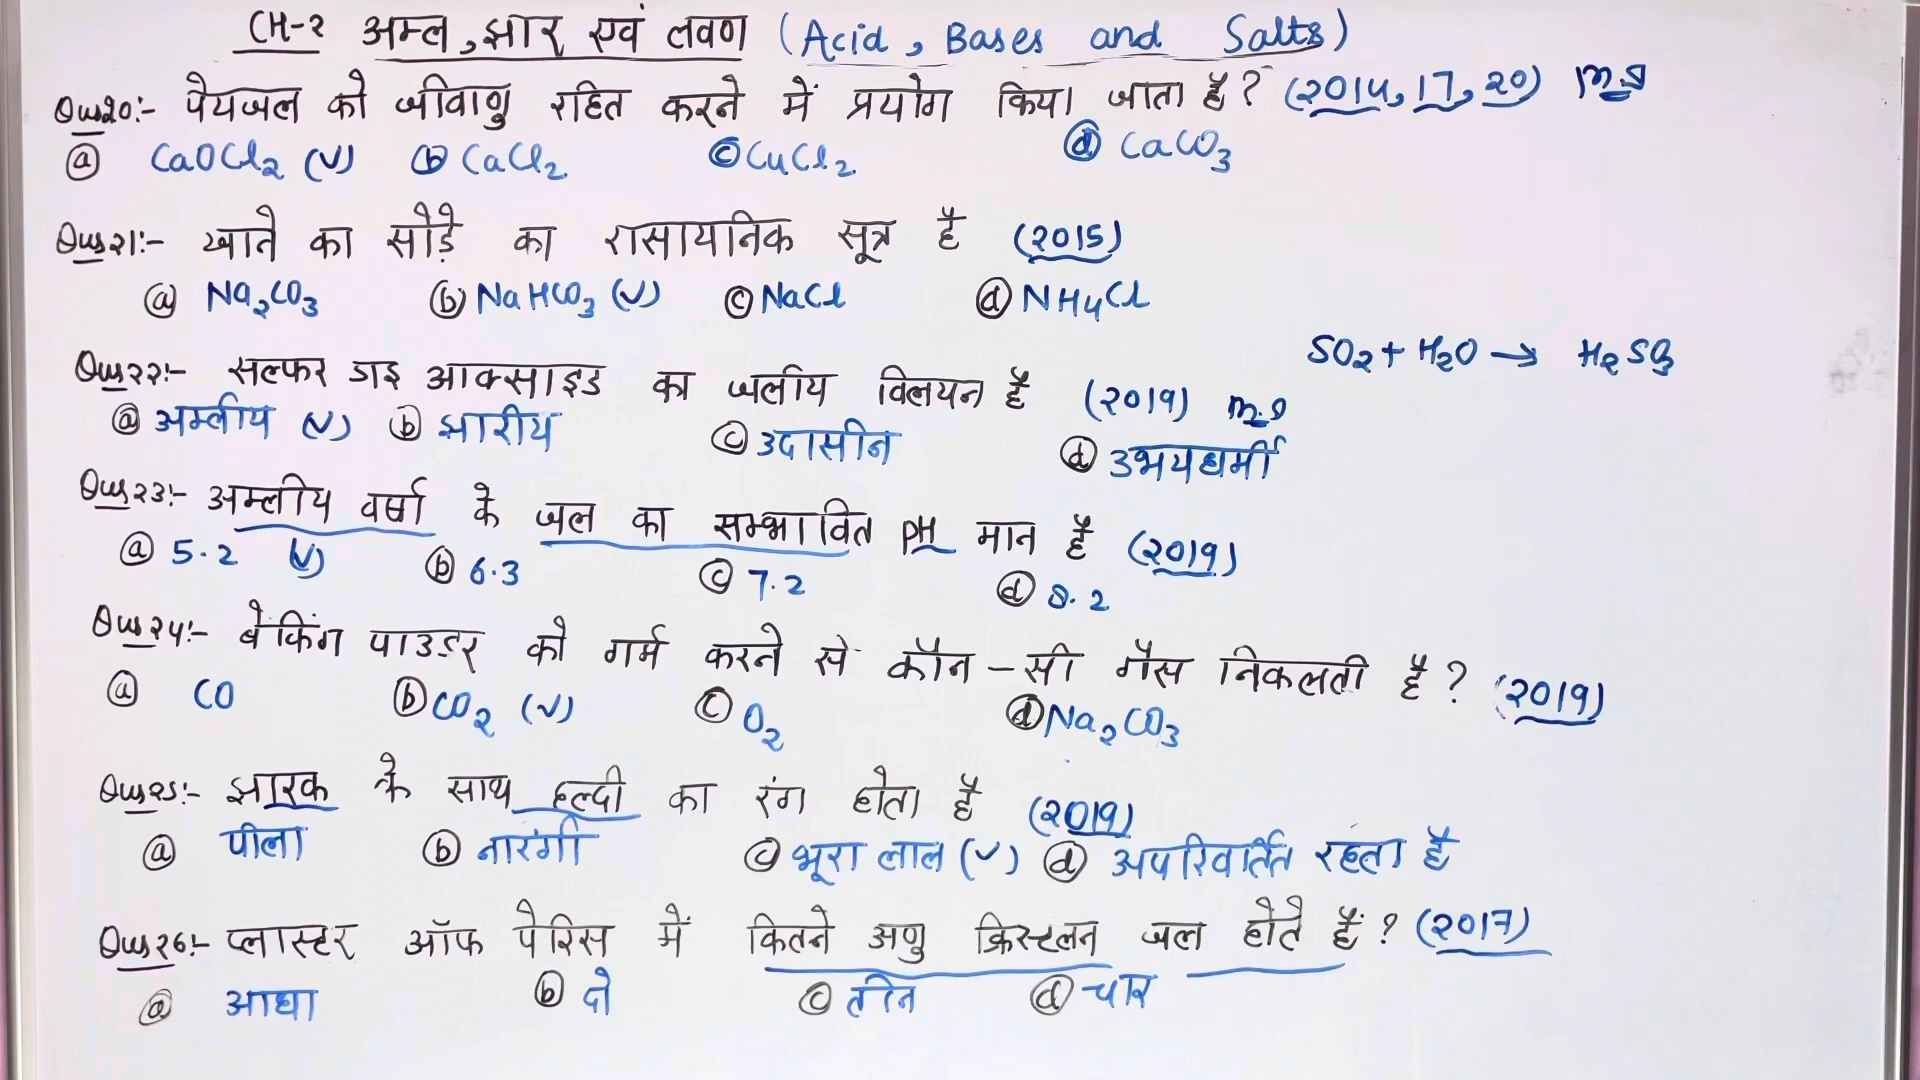 CH-2 अम्ल, क्षार एवं लवण (Acid, Bases and Salts)
Qus20:- पेयजल को जीवाणु रहित करने में प्रयोग किया जाता है? (2014, 17, 20)
(a) CaOCl₂ (✓) (b) CaCl₂ (c) CuCl₂ (d) CaCO₃
Qus21:- खाने का सोडे का रासायनिक सूत्र है (2015)
(a) Na₂CO₃ (b) NaHCO₃ (✓) (c) NaCl (d) NH₄Cl
SO₂ + H₂O → H₂SO₃
Qus22:- सल्फर डाइ आक्साइड का जलीय विलयन है (2019)
(a) अम्लीय (✓) (b) क्षारीय (c) उदासीन (d) उभयधर्मी
Qus23:- अम्लीय वर्षा के जल का सम्भावित PH मान है (2019)
(a) 5.2 (✓) (b) 6.3 (c) 7.2 (d) 8.2
Qus24:- बेकिंग पाउडर को गर्म करने से कौन-सी गैस निकलती है? (2019)
(a) CO (b) CO₂ (✓) (c) O₂ (d) Na₂CO₃
Qus25:- क्षारक के साथ हल्दी का रंग होता है (2019)
(a) पीला (b) नारंगी (c) भूरा लाल (✓) (d) अपरिवर्तित रहता है
Qus26:- प्लास्टर ऑफ पेरिस में कितने अणु क्रिस्टलन जल होते हैं? (2017)
(a) आधा (b) दो (c) तीन (d) चार